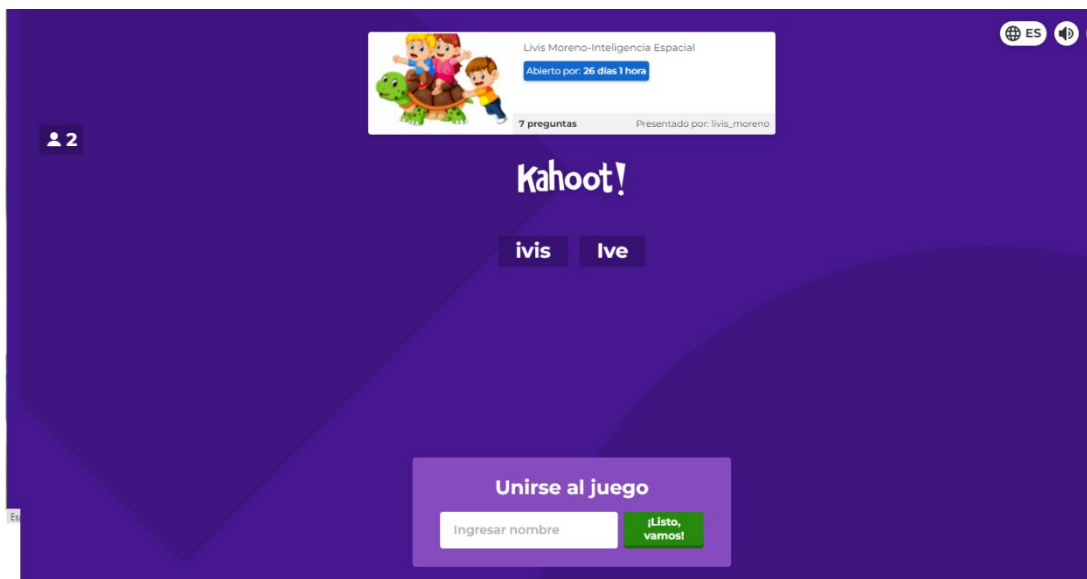 ES
Livis Moreno-Inteligencia Espacial
Abierto por: 26 días 1 hora
7 preguntas Presentado por: livis_moreno
2
Kahoot!
ivis Ive
Unirse al juego
Ingresar nombre
¡Listo,
vamos!
Es